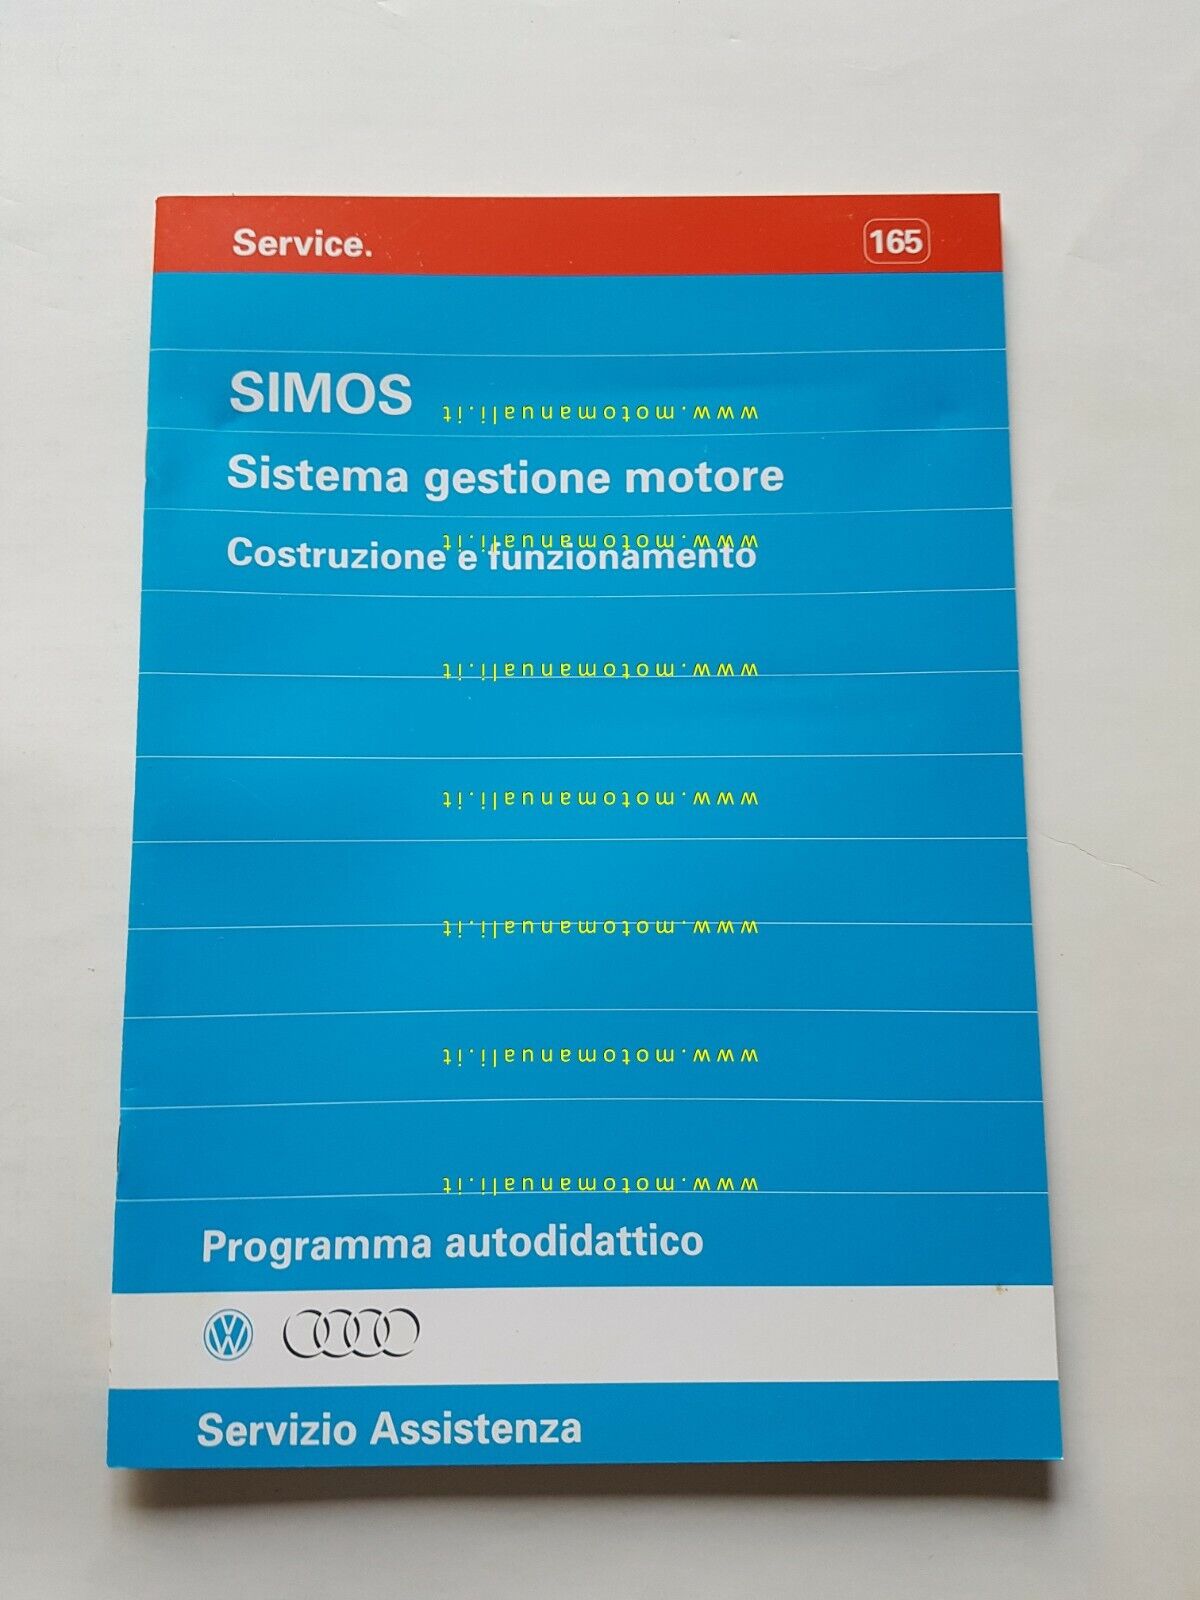 Service.
165
SIMOS
www.motomanuali.it
Sistema gestione motore
www.motomanuali.it
Costruzione e funzionamento
www.motomanuali.it
www.motomanuali.it
www.motomanuali.it
www.motomanuali.it
www.motomanuali.it
Programma autodidattico
VW
Servizio Assistenza